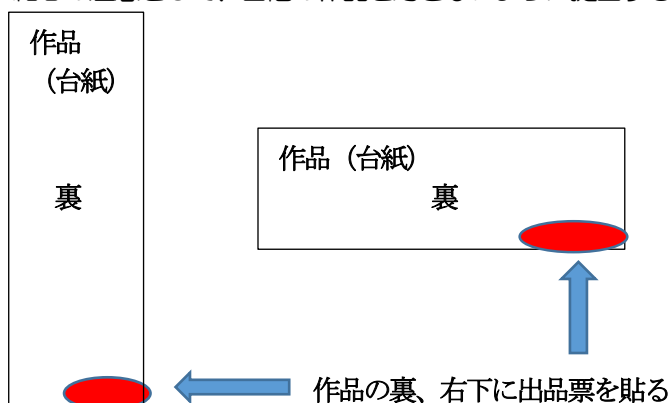 作品
（台紙）
裏
作品（台紙）
裏
作品の裏、右下に出品票を貼る